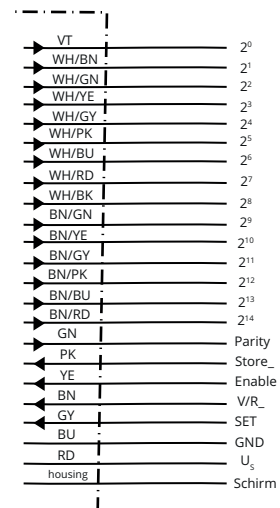 VT 2⁰
WH/BN 2¹
WH/GN 2²
WH/YE 2³
WH/GY 2⁴
WH/PK 2⁵
WH/BU 2⁶
WH/RD 2⁷
WH/BK 2⁸
BN/GN 2⁹
BN/YE 2¹⁰
BN/GY 2¹¹
BN/PK 2¹²
BN/BU 2¹³
BN/RD 2¹⁴
GN Parity
PK Store_
YE Enable
BN V/R_
GY SET
BU GND
RD Uₛ
housing Schirm